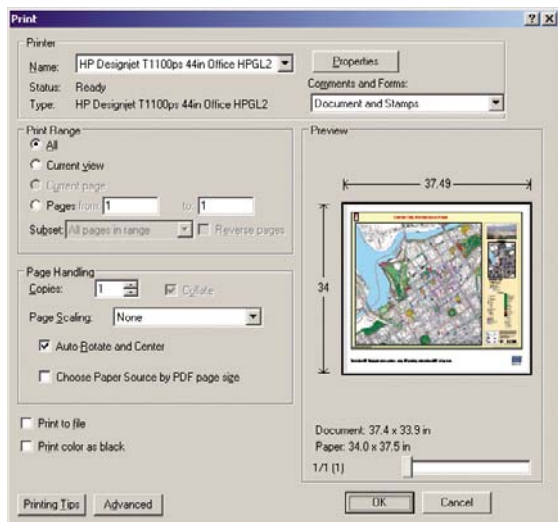 Print
Printer
Name: HP Designjet T1100ps 44in Office HPGL2
Properties
Status: Ready
Comments and Forms:
Type: HP Designjet T1100ps 44in Office HPGL2
Document and Stamps
Print Range
All
Current view
Current page
Pages from: 1 to: 1
Subset: All pages in range Reverse pages
Page Handling
Copies: 1 Collate
Page Scaling: None
Auto Rotate and Center
Choose Paper Source by PDF page size
Print to file
Print color as black
Preview
37.49
34
Document: 37.4 x 33.9 in
Paper: 34.0 x 37.5 in
1/1 (1)
Printing Tips Advanced OK Cancel